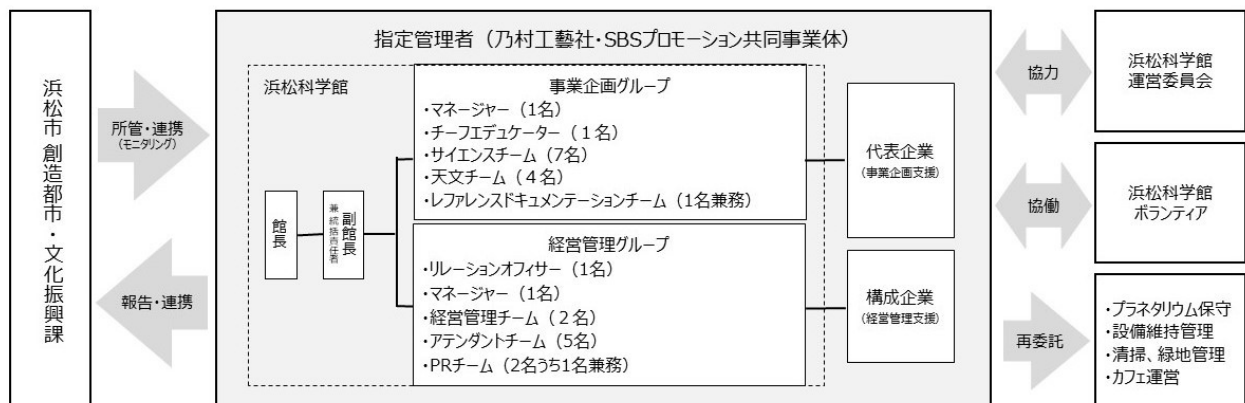 浜松市 創造都市・文化振興課
所管・連携
(モニタリング)
報告・連携
指定管理者（乃村工藝社・SBSプロモーション共同事業体）
浜松科学館
館長
副館長
兼 統括責任者
事業企画グループ
・マネージャー（1名）
・チーフエデュケーター（１名）
・サイエンスチーム（7名）
・天文チーム（４名）
・レファレンスドキュメンテーションチーム（1名兼務）
経営管理グループ
・リレーションオフィサー（1名）
・マネージャー（1名）
・経営管理チーム（２名）
・アテンダントチーム（5名）
・PRチーム（2名うち1名兼務）
代表企業
(事業企画支援)
構成企業
(経営管理支援)
協力
浜松科学館
運営委員会
協働
浜松科学館
ボランティア
再委託
・プラネタリウム保守
・設備維持管理
・清掃、緑地管理
・カフェ運営